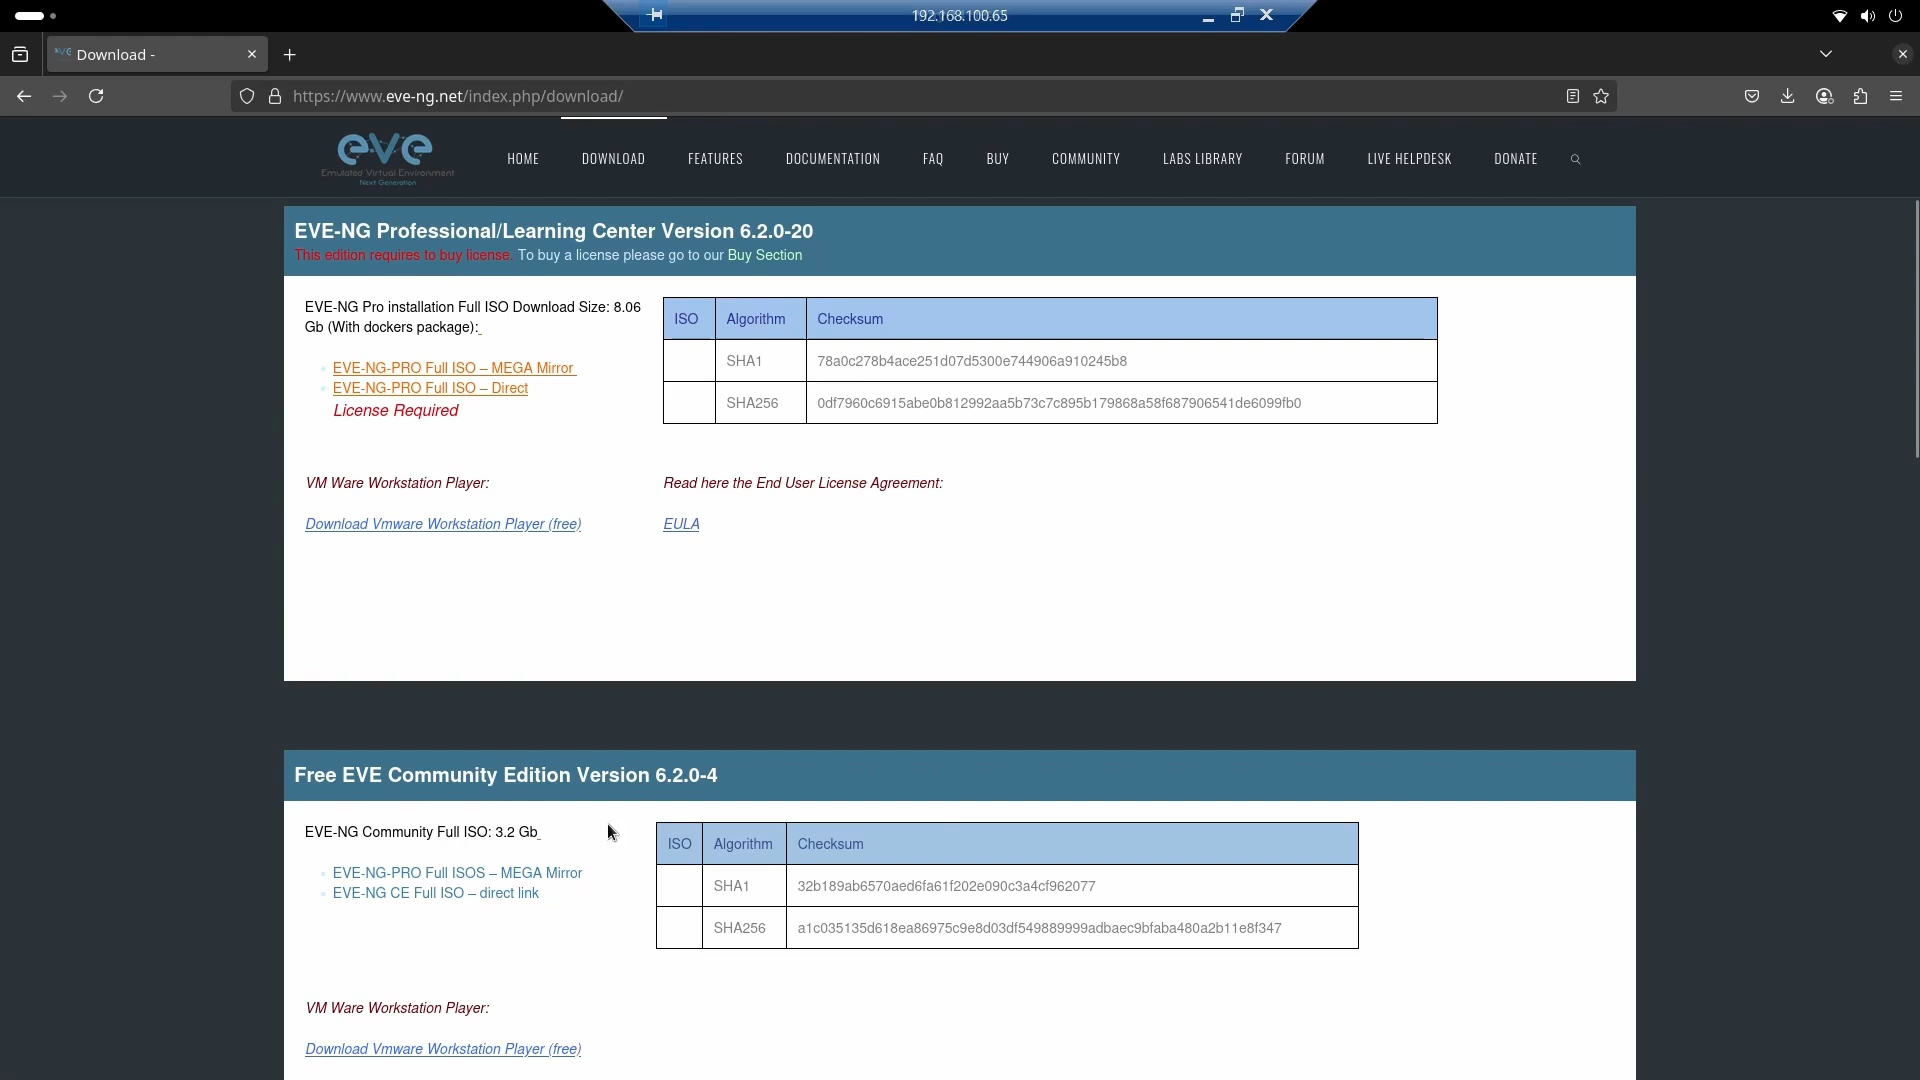 192.168.100.65
Download -
https://www.eve-ng.net/index.php/download/
eve
Emulated Virtual Environment
Next Generation
HOME DOWNLOAD FEATURES DOCUMENTATION FAQ BUY COMMUNITY LABS LIBRARY FORUM LIVE HELPDESK DONATE
EVE-NG Professional/Learning Center Version 6.2.0-20
This edition requires to buy license. To buy a license please go to our Buy Section
EVE-NG Pro installation Full ISO Download Size: 8.06
Gb (With dockers package):
EVE-NG-PRO Full ISO – MEGA Mirror
EVE-NG-PRO Full ISO – Direct
License Required
ISO Algorithm Checksum
SHA1 78a0c278b4ace251d07d5300e744906a910245b8
SHA256 0df7960c6915abe0b812992aa5b73c7c895b179868a58f687906541de6099fb0
VM Ware Workstation Player:
Download Vmware Workstation Player (free)
Read here the End User License Agreement:
EULA
Free EVE Community Edition Version 6.2.0-4
EVE-NG Community Full ISO: 3.2 Gb
EVE-NG-PRO Full ISOS – MEGA Mirror
EVE-NG CE Full ISO – direct link
ISO Algorithm Checksum
SHA1 32b189ab6570aed6fa61f202e090c3a4cf962077
SHA256 a1c035135d618ea86975c9e8d03df549889999adbaec9bfaba480a2b11e8f347
VM Ware Workstation Player:
Download Vmware Workstation Player (free)